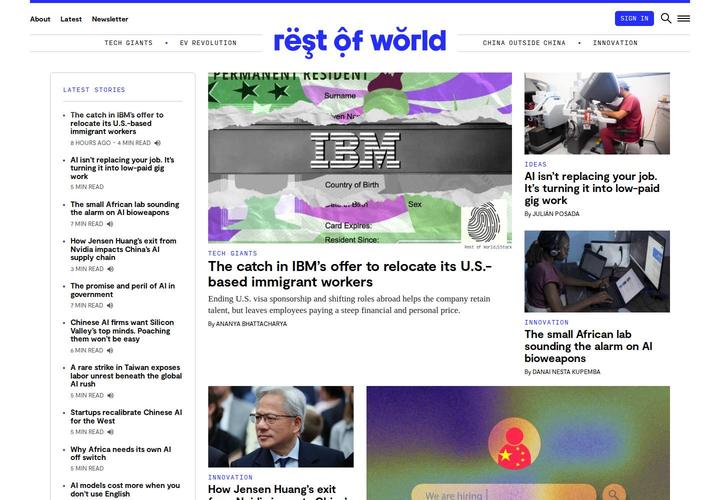 About Latest Newsletter
SIGN IN
rëşt ộf wŏrld
TECH GIANTS • EV REVOLUTION
CHINA OUTSIDE CHINA • INNOVATION
LATEST STORIES
The catch in IBM’s offer to
relocate its U.S.-based
immigrant workers
8 HOURS AGO • 4 MIN READ
AI isn’t replacing your job. It’s
turning it into low-paid gig
work
5 MIN READ
The small African lab sounding
the alarm on AI bioweapons
7 MIN READ
How Jensen Huang’s exit from
Nvidia impacts China’s AI
supply chain
3 MIN READ
The promise and peril of AI in
government
7 MIN READ
Chinese AI firms want Silicon
Valley’s top minds. Poaching
them won’t be easy
6 MIN READ
A rare strike in Taiwan exposes
labor unrest beneath the global
AI rush
5 MIN READ
Startups recalibrate Chinese AI
for the West
5 MIN READ
Why Africa needs its own AI
off switch
5 MIN READ
AI models cost more when you
don’t use English
PERMANENT RESIDENT
Surname
IBM
Country of Birth
Sex
Card Expires:
Resident Since:
TECH GIANTS
The catch in IBM’s offer to relocate its U.S.-
based immigrant workers
Ending U.S. visa sponsorship and shifting roles abroad helps the company retain
talent, but leaves employees paying a steep financial and personal price.
By ANANYA BHATTACHARYA
IDEAS
AI isn’t replacing your job.
It’s turning it into low-paid
gig work
By JULIÁN POSADA
INNOVATION
The small African lab
sounding the alarm on AI
bioweapons
By DANAI NESTA KUPEMBA
INNOVATION
How Jensen Huang’s exit
We are hiring